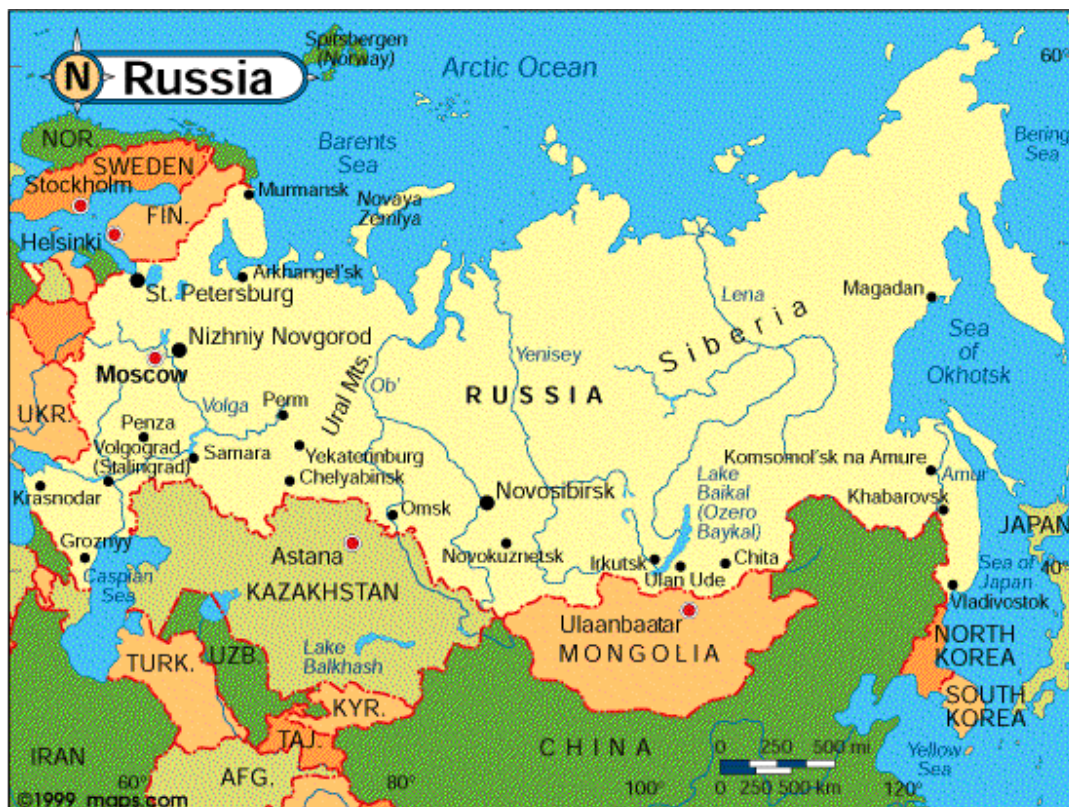 N Russia
Spitsbergen
(Norway)
Arctic Ocean
60°
NOR.
Barents
Sea
Bering
Sea
SWEDEN
Stockholm
Murmansk
Novaya
Zemlya
FIN.
Helsinki
Arkhangel'sk
St. Petersburg
Lena
Magadan
Siberia
Sea
of
Okhotsk
Nizhniy Novgorod
Moscow
Ural Mts.
Ob'
Yenisey
RUSSIA
UKR.
Volga
Perm
Penza
Volgograd
(Stalingrad)
Samara
Yekaterinburg
Chelyabinsk
Krasnodar
Omsk
Novosibirsk
Lake
Baikal
(Ozero
Baykal)
Komsomol'sk na Amure
Amur
Khabarovsk
JAPAN
Groznyy
Astana
Novokuznetsk
Irkutsk
Ulan Ude
Chita
Caspian
Sea
KAZAKHSTAN
Sea of the
Japan
40°
Vladivostok
Ulaanbaatar
MONGOLIA
NORTH
KOREA
TURK.
UZB.
Lake
Balkhash
KYR.
SOUTH
KOREA
TAJ.
IRAN
CHINA
0 250 500 mi
0 250 500 km
Yellow
Sea
60°
AFG.
80°
100°
120°
©1999 maps.com